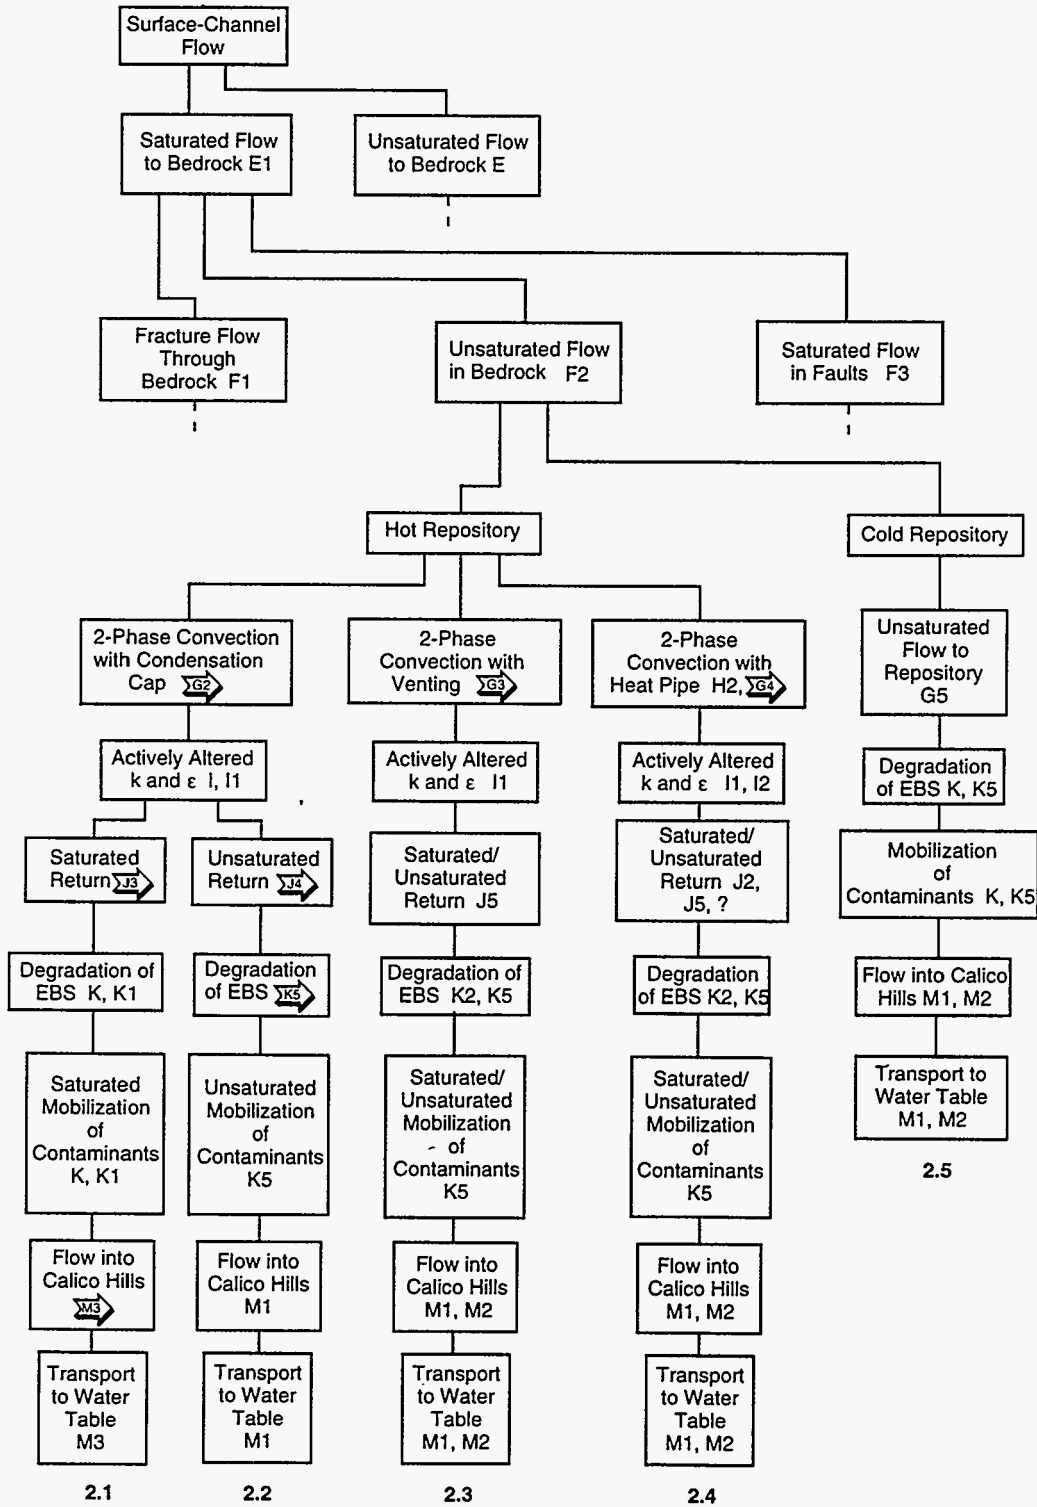 Surface-Channel
Flow
Saturated Flow
to Bedrock E1
Unsaturated Flow
to Bedrock E
Fracture Flow
Through
Bedrock F1
Unsaturated Flow
in Bedrock F2
Saturated Flow
in Faults F3
Hot Repository
Cold Repository
2-Phase Convection
with Condensation
Cap G2
2-Phase
Convection with
Venting G3
2-Phase
Convection with
Heat Pipe H2, G4
Unsaturated
Flow to
Repository
G5
Actively Altered
k and ε I, I1
Actively Altered
k and ε I1
Actively Altered
k and ε I1, I2
Degradation
of EBS K, K5
Saturated
Return J3
Unsaturated
Return J4
Saturated/
Unsaturated
Return J5
Saturated/
Unsaturated
Return J2,
J5, ?
Mobilization
of
Contaminants K, K5
Degradation of
EBS K, K1
Degradation
of EBS K5
Degradation of
EBS K2, K5
Degradation
of EBS K2, K5
Flow into Calico
Hills M1, M2
Saturated
Mobilization
of
Contaminants
K, K1
Unsaturated
Mobilization
of
Contaminants
K5
Saturated/
Unsaturated
Mobilization
of
Contaminants
K5
Saturated/
Unsaturated
Mobilization
of
Contaminants
K5
Transport to
Water Table
M1, M2
2.5
Flow into
Calico Hills
M3
Flow into
Calico Hills
M1
Flow into
Calico Hills
M1, M2
Flow into
Calico Hills
M1, M2
Transport
to Water
Table
M3
Transport
to Water
Table
M1
Transport
to Water
Table
M1, M2
Transport
to Water
Table
M1, M2
2.1
2.2
2.3
2.4